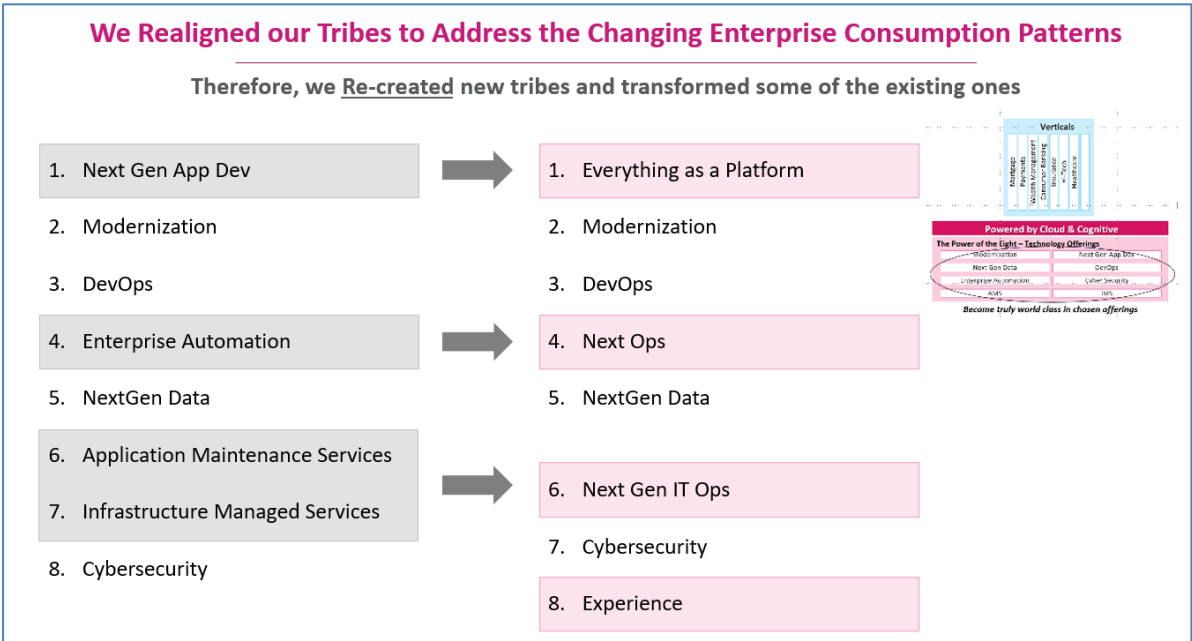 We Realigned our Tribes to Address the Changing Enterprise Consumption Patterns
Therefore, we Re-created new tribes and transformed some of the existing ones
1. Next Gen App Dev
2. Modernization
3. DevOps
4. Enterprise Automation
5. NextGen Data
6. Application Maintenance Services
7. Infrastructure Managed Services
8. Cybersecurity
1. Everything as a Platform
2. Modernization
3. DevOps
4. Next Ops
5. NextGen Data
6. Next Gen IT Ops
7. Cybersecurity
8. Experience
Verticals
Mortgage
Payments
Wealth Management
Consumer Banking
Insurance
Hi-Tech
Healthcare
Powered by Cloud & Cognitive
The Power of the Eight – Technology Offerings
Modernization
Next Gen App Dev
Next Gen Data
DevOps
Enterprise Automation
Cyber Security
AMS
IMS
Become truly world class in chosen offerings